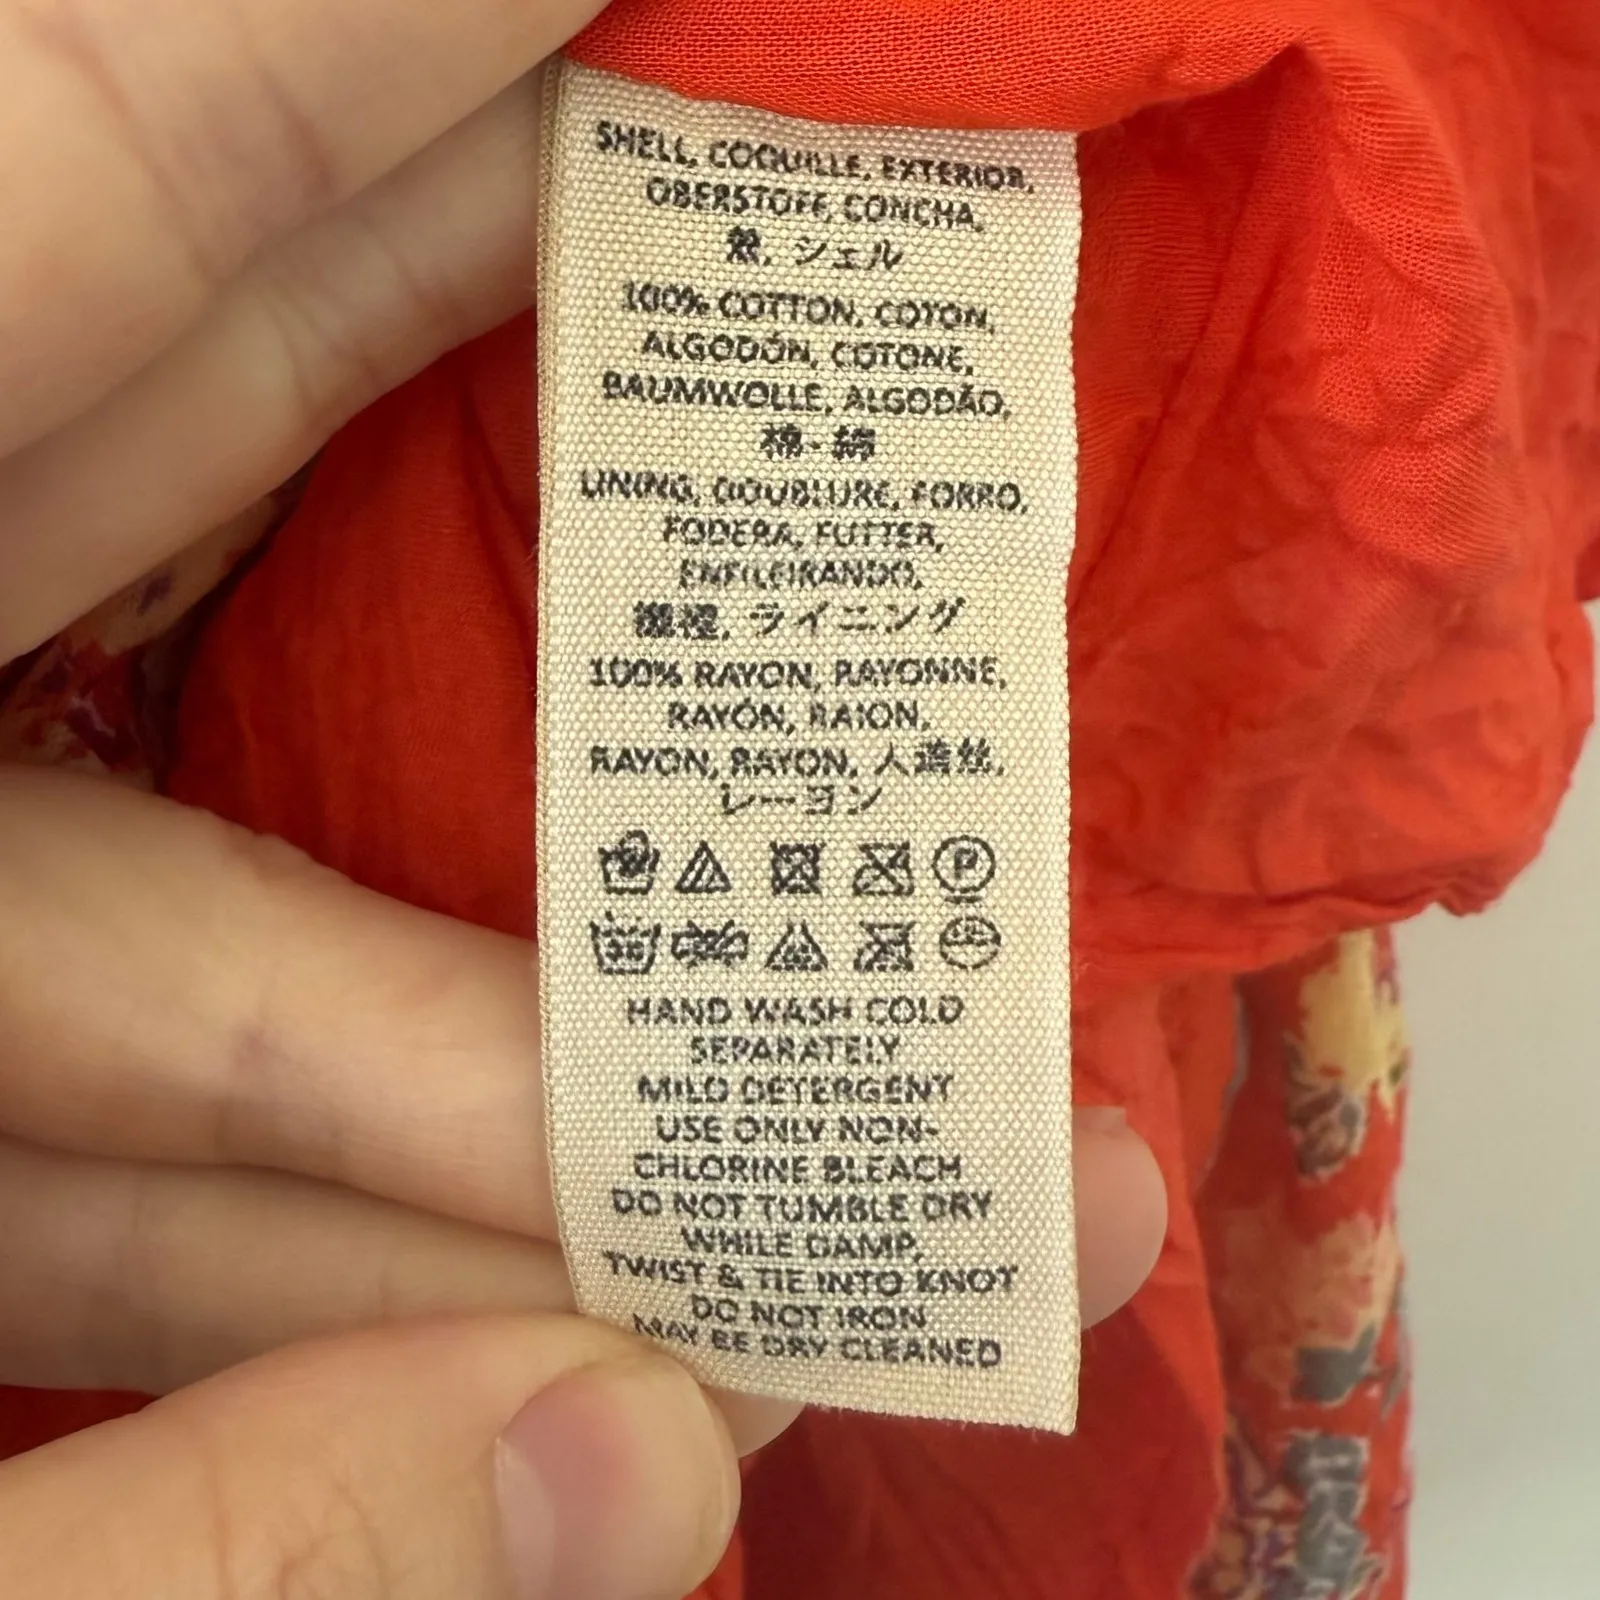 SHELL, COQUILLE, EXTERIOR,
OBERSTOFF, CONCHA,
殼, シェル
100% COTTON, COTON,
ALGODÓN, COTONE,
BAUMWOLLE, ALGODÃO,
棉 - 綿
LINING, DOUBLURE, FORRO,
FODERA, FUTTER,
ENFILEIRANDO,
ライニング
100% RAYON, RAYONNE,
RAYÓN, RAION,
RAYON, RAYON, 人造丝,
レーヨン
P
30
HAND WASH COLD
SEPARATELY
MILD DETERGENT
USE ONLY NON-
CHLORINE BLEACH
DO NOT TUMBLE DRY
WHILE DAMP,
TWIST & TIE INTO KNOT
DO NOT IRON
MAY BE DRY CLEANED